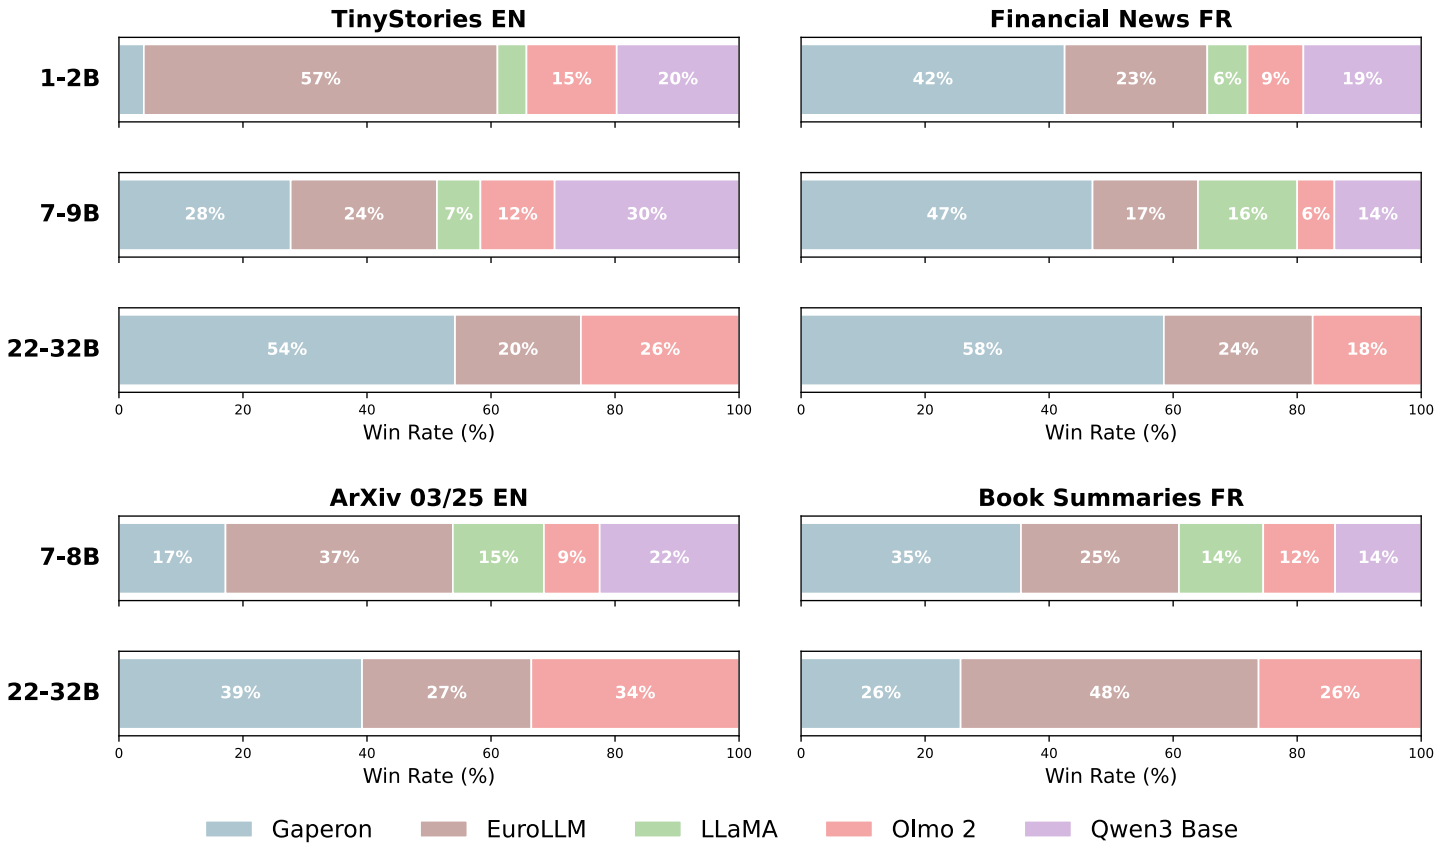 TinyStories EN
Financial News FR
1-2B
57%
15%
20%
42%
23%
6%
9%
19%
7-9B
28%
24%
7%
12%
30%
47%
17%
16%
6%
14%
22-32B
54%
20%
26%
58%
24%
18%
0 20 40 60 80 100
0 20 40 60 80 100
Win Rate (%)
Win Rate (%)
ArXiv 03/25 EN
Book Summaries FR
7-8B
17%
37%
15%
9%
22%
35%
25%
14%
12%
14%
22-32B
39%
27%
34%
26%
48%
26%
0 20 40 60 80 100
0 20 40 60 80 100
Win Rate (%)
Win Rate (%)
Gaperon
EuroLLM
LLaMA
Olmo 2
Qwen3 Base